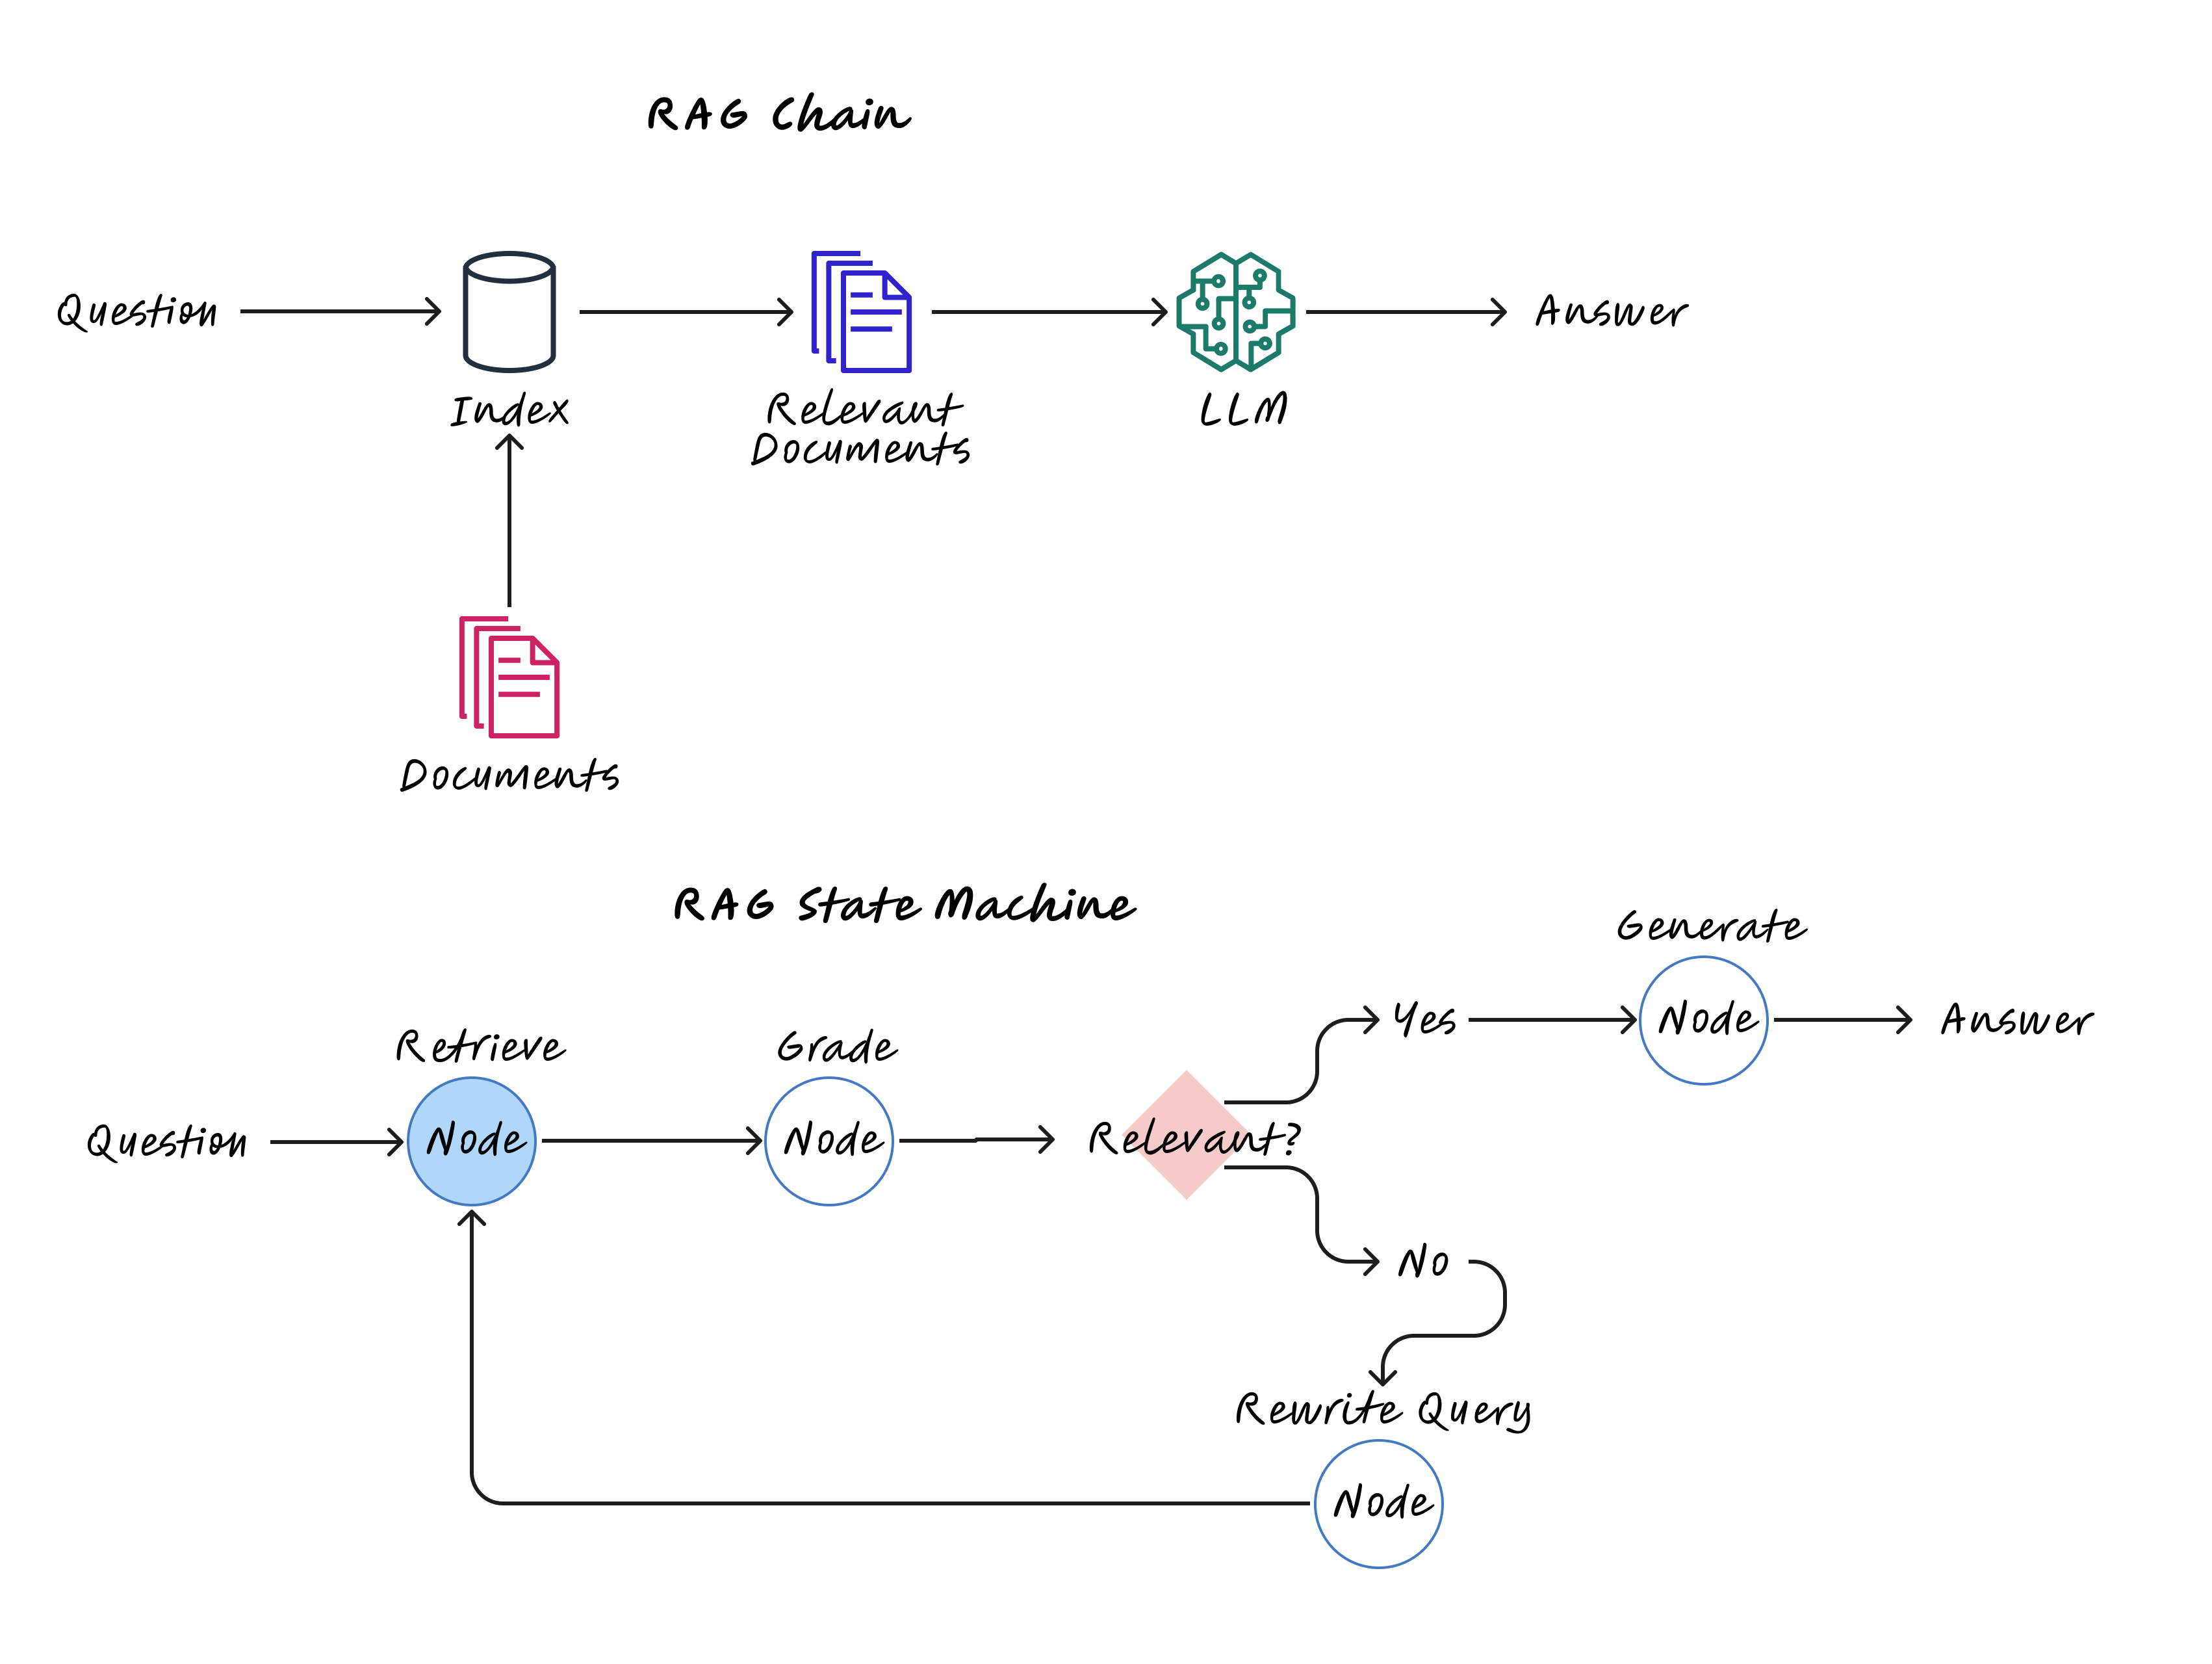 RAG Chain
Question
Answer
Index
Relevant
Documents
LLM
Documents
RAG State Machine
Generate
Yes
Node
Answer
Retrieve
Grade
Question
Node
Node
Relevant?
No
Rewrite Query
Node